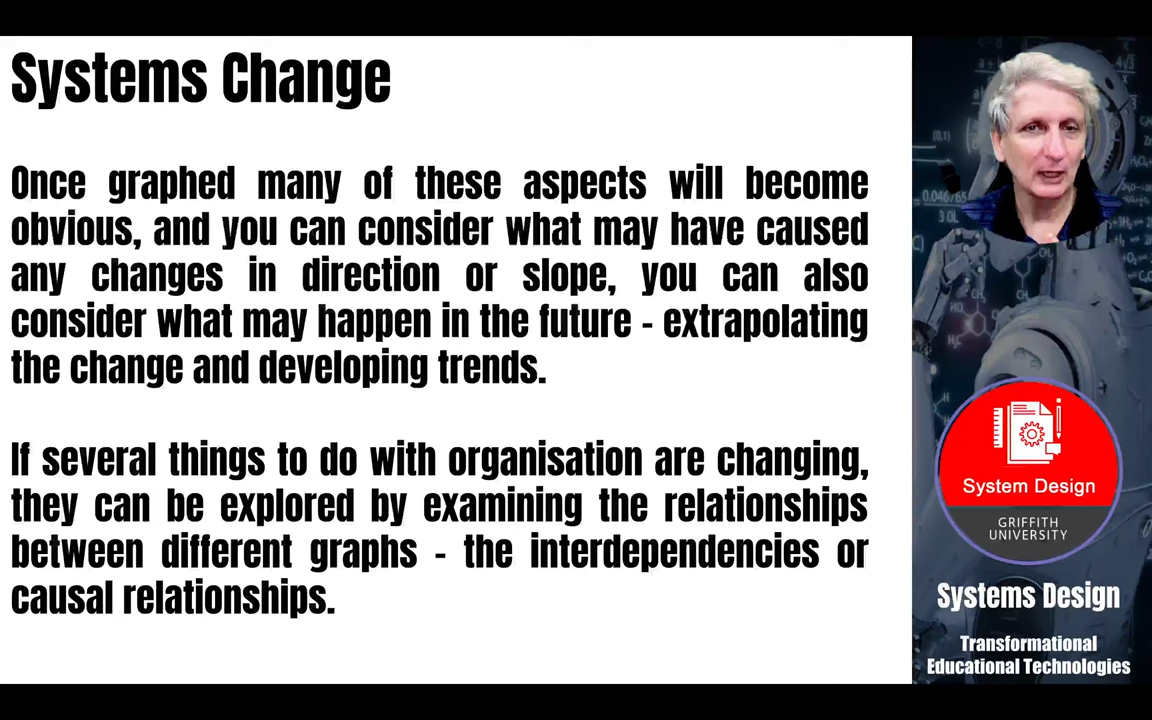 Systems Change
Once graphed many of these aspects will become
obvious, and you can consider what may have caused
any changes in direction or slope, you can also
consider what may happen in the future - extrapolating
the change and developing trends.
If several things to do with organisation are changing,
they can be explored by examining the relationships
between different graphs - the interdependencies or
causal relationships.
System Design
GRIFFITH
UNIVERSITY
Systems Design
Transformational
Educational Technologies